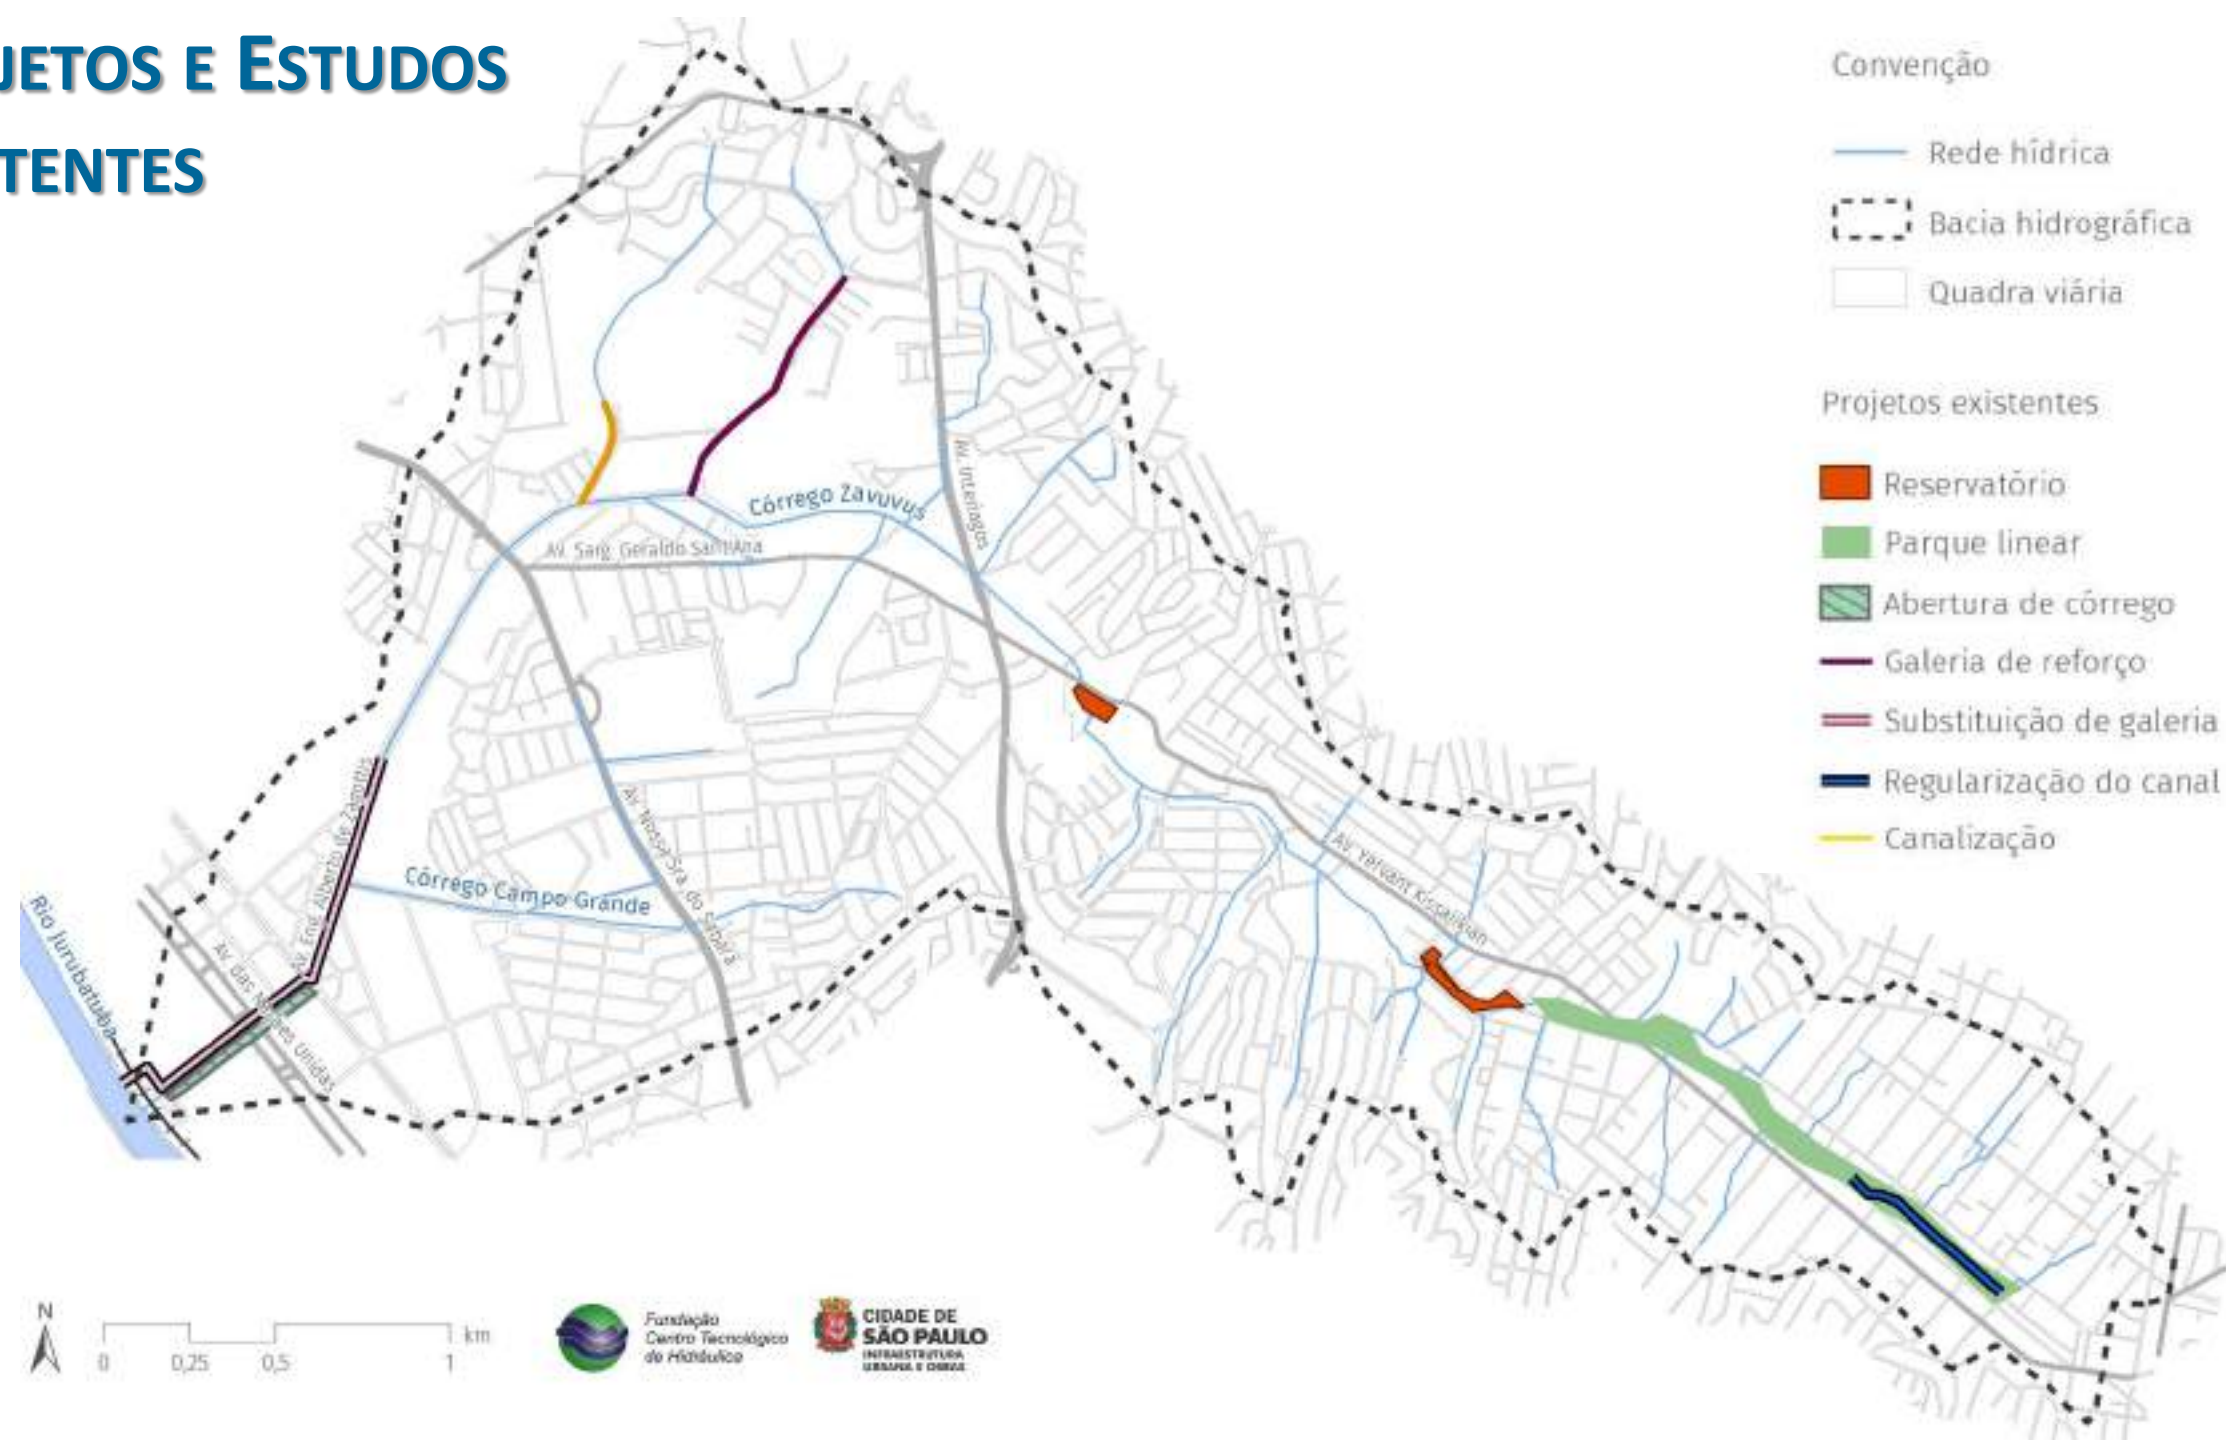 JETOS E ESTUDOS
TENTES
Convenção
Rede hídrica
Bacia hidrográfica
Quadra viária
Projetos existentes
Reservatório
Parque linear
Abertura de córrego
Galeria de reforço
Substituição de galeria
Regularização do canal
Canalização
Córrego Zavuvus
Av. Interlagos
Av. Sarg. Geraldo Sant'Ana
Av. Eng. Alberto de Zagottis
Av. Nossa Sra. do Sabará
Córrego Campo Grande
Av. Yervant Kissajikian
Rio Jurubatuba
Av. das Nações Unidas
N
0 0,25 0,5 1 km
Fundação
Centro Tecnológico
de Hidráulica
CIDADE DE
SÃO PAULO
INFRAESTRUTURA
URBANA E OBRAS